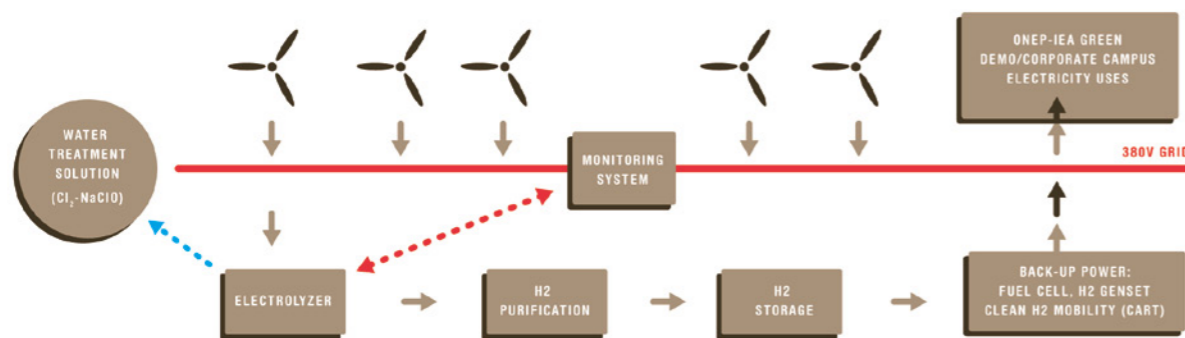 ONEP-IEA GREEN
DEMO/CORPORATE CAMPUS
ELECTRICITY USES
WATER
TREATMENT
SOLUTION
(Cl₂-NaClO)
MONITORING
SYSTEM
380V GRID
ELECTROLYZER
H2
PURIFICATION
H2
STORAGE
BACK-UP POWER:
FUEL CELL, H2 GENSET
CLEAN H2 MOBILITY (CART)